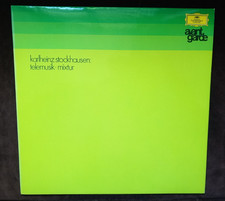 karlheinz stockhausen
telemusik · mixtur
avant
garde